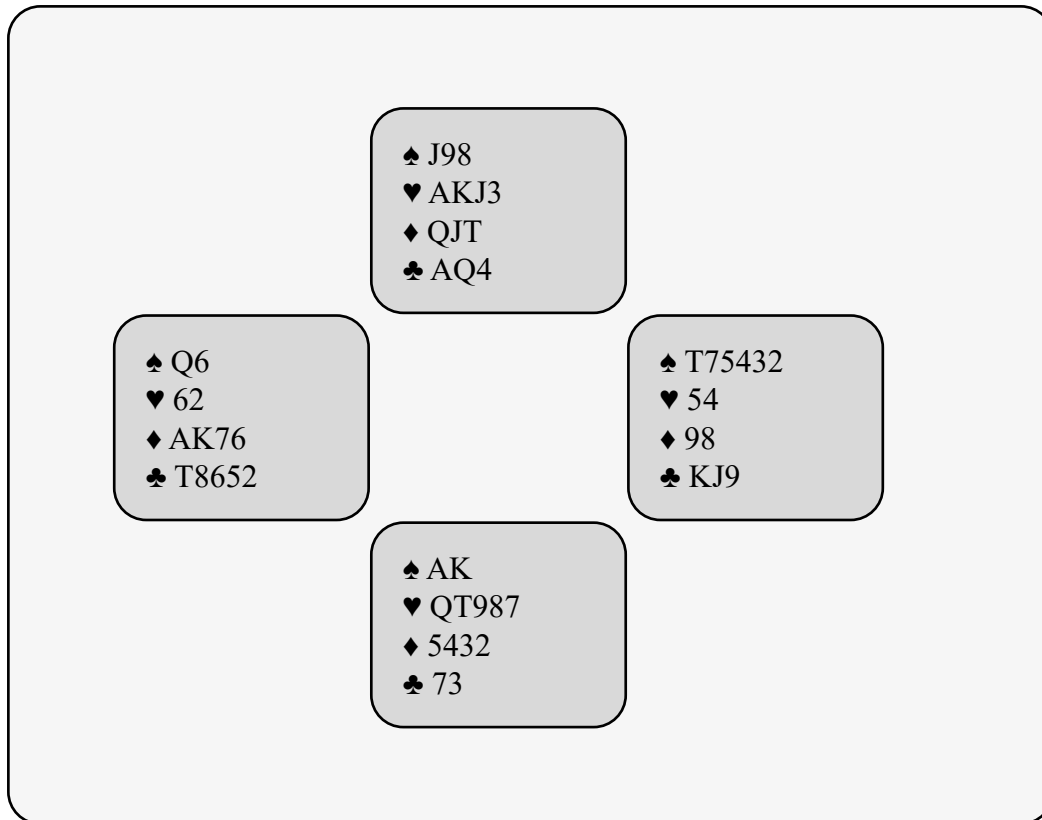 ♠ J98
♥ AKJ3
♦ QJT
♣ AQ4
♠ Q6
♥ 62
♦ AK76
♣ T8652
♠ T75432
♥ 54
♦ 98
♣ KJ9
♠ AK
♥ QT987
♦ 5432
♣ 73